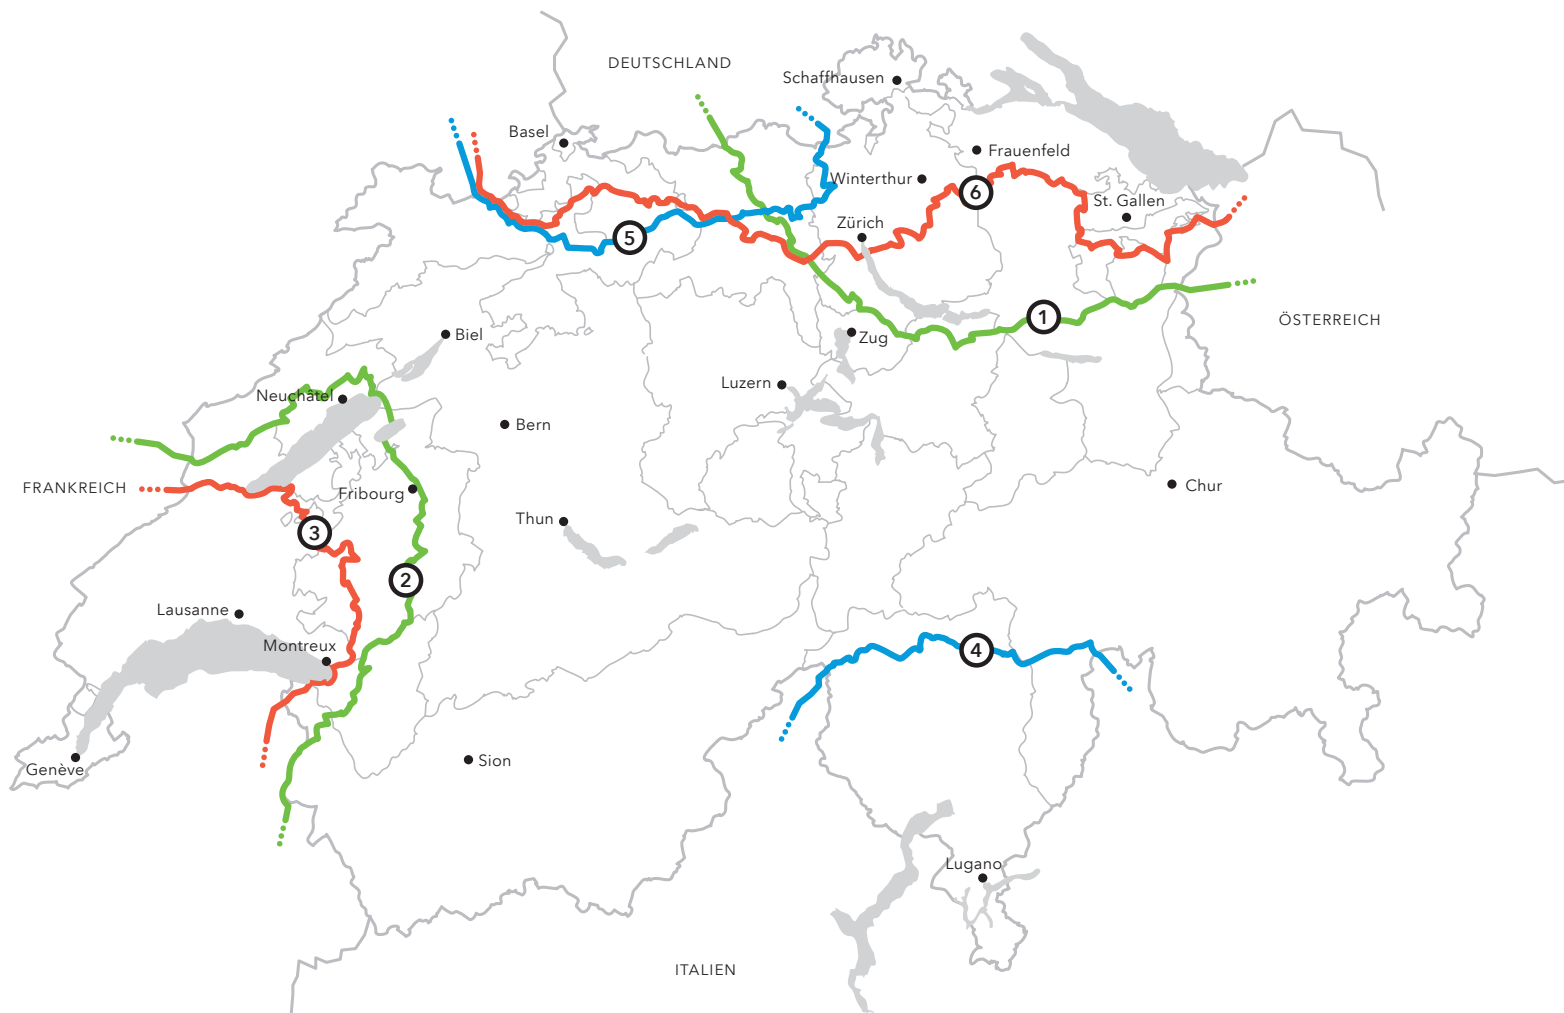 DEUTSCHLAND
Schaffhausen
Basel
Frauenfeld
Winterthur
6
St. Gallen
Zürich
5
1
ÖSTERREICH
Biel
Zug
Luzern
Neuchâtel
Bern
FRANKREICH
Fribourg
Chur
Thun
3
2
Lausanne
Montreux
4
Sion
Genève
Lugano
ITALIEN